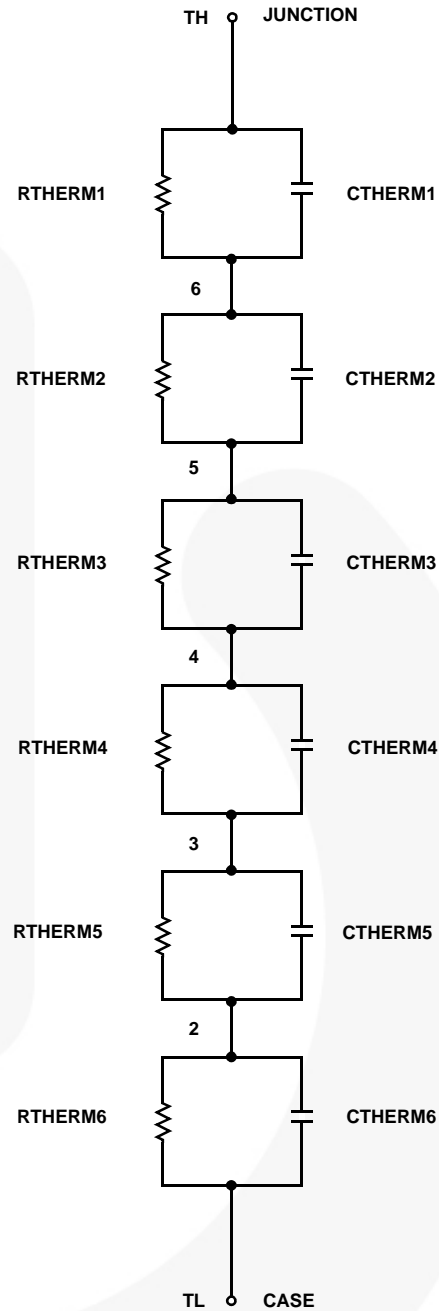 TH JUNCTION
RTHERM1 CTHERM1
6
RTHERM2 CTHERM2
5
RTHERM3 CTHERM3
4
RTHERM4 CTHERM4
3
RTHERM5 CTHERM5
2
RTHERM6 CTHERM6
TL CASE